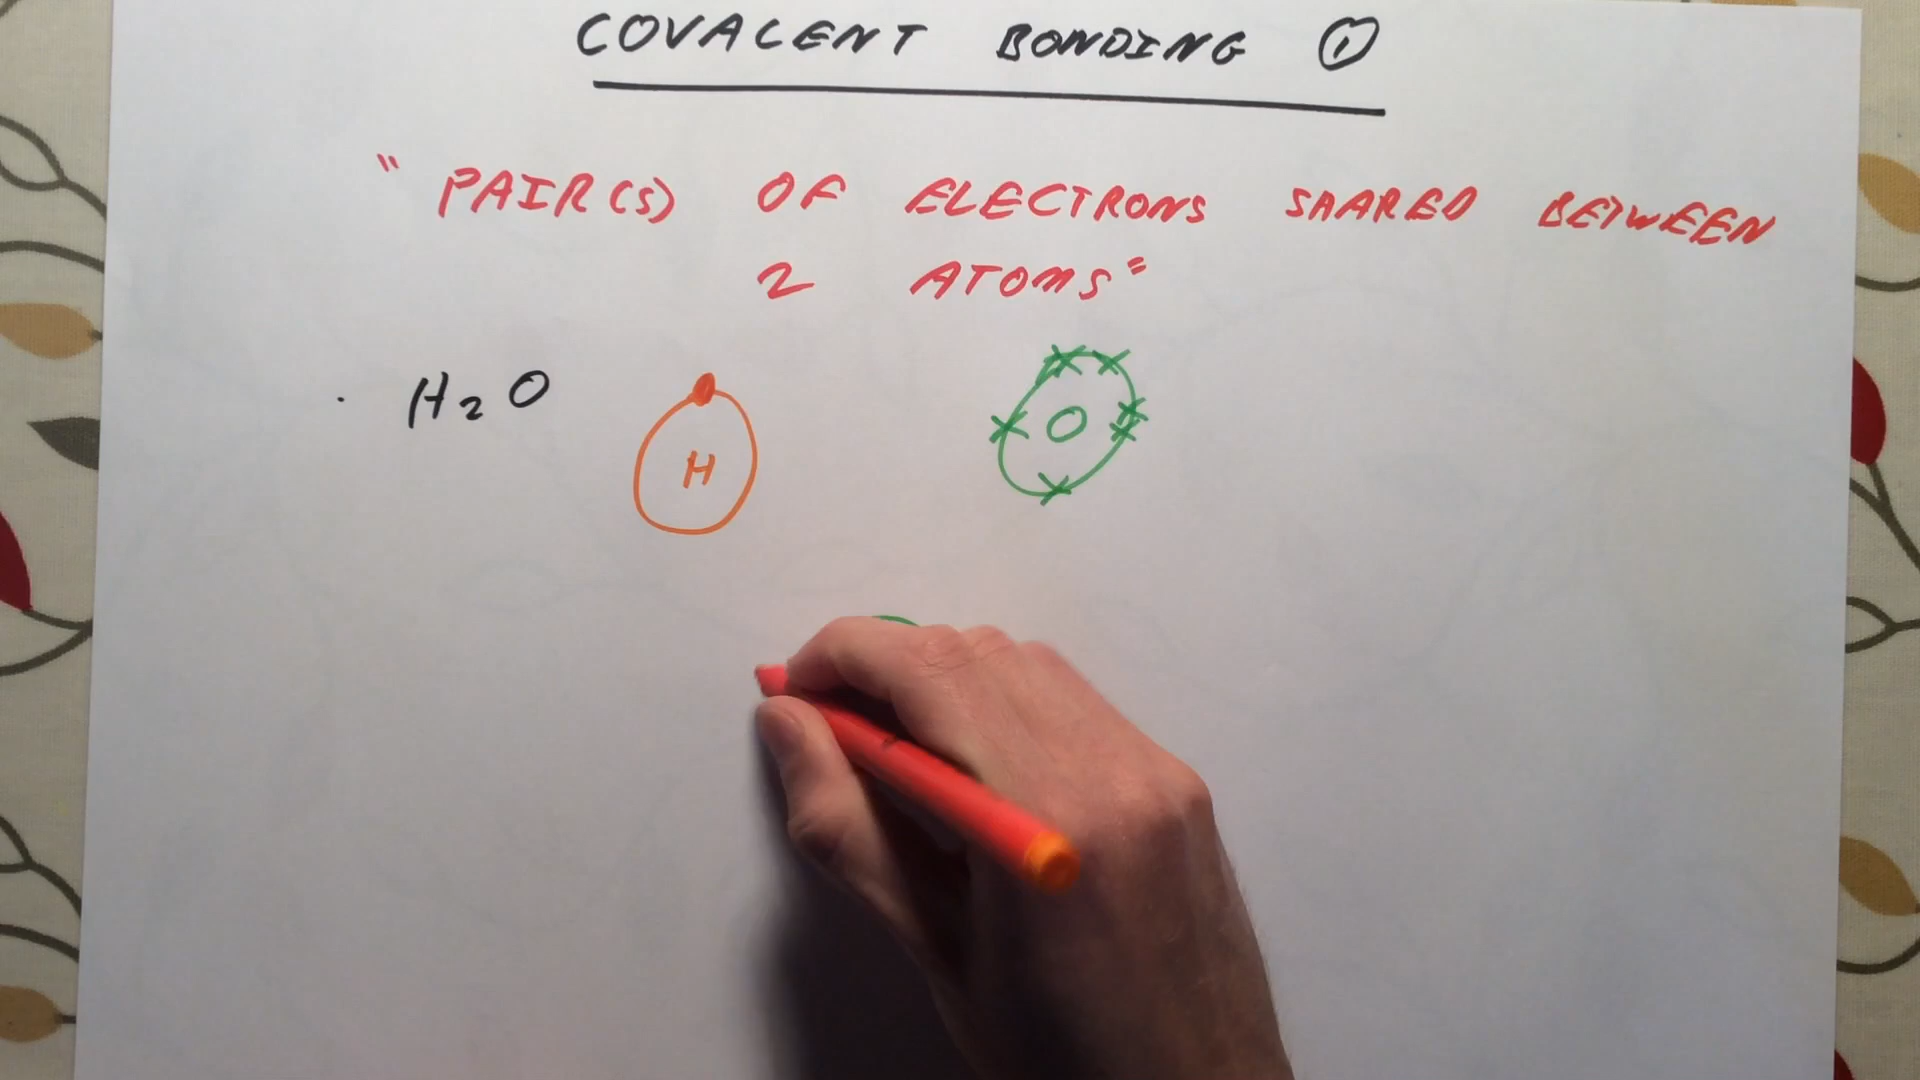 COVALENT BONDING ①
"PAIR(S) OF ELECTRONS SHARED BETWEEN
2 ATOMS"
· H₂O
H O